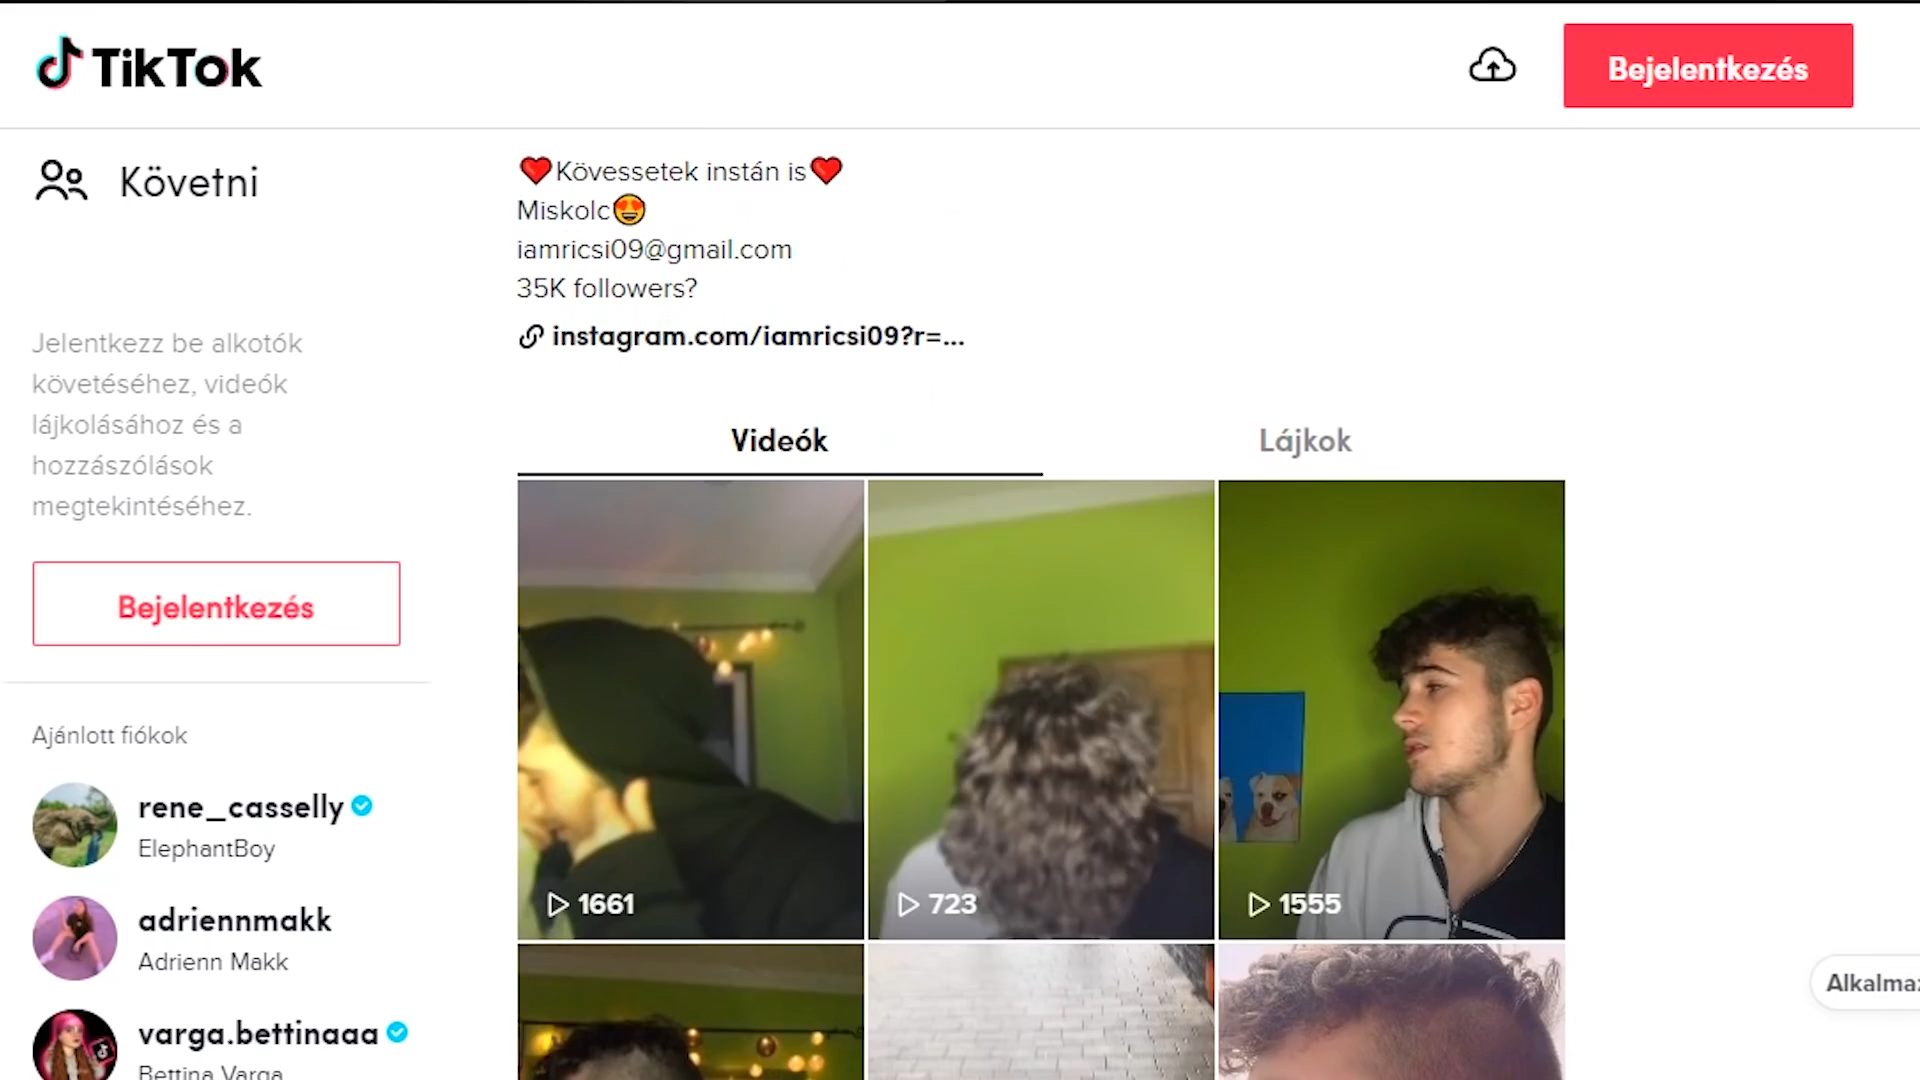 TikTok
Bejelentkezés
Követni
❤️Kövessetek instán is❤️
Miskolc😍
iamricsi09@gmail.com
35K followers?
instagram.com/iamricsi09?r=...
Jelentkezz be alkotók
követéséhez, videók
lájkolásához és a
hozzászólások
megtekintéséhez.
Bejelentkezés
Ajánlott fiókok
rene_casselly
ElephantBoy
adriennmakk
Adrienn Makk
varga.bettinaaa
Bettina Varga
Videók
Lájkok
1661
723
1555
Alkalmaz